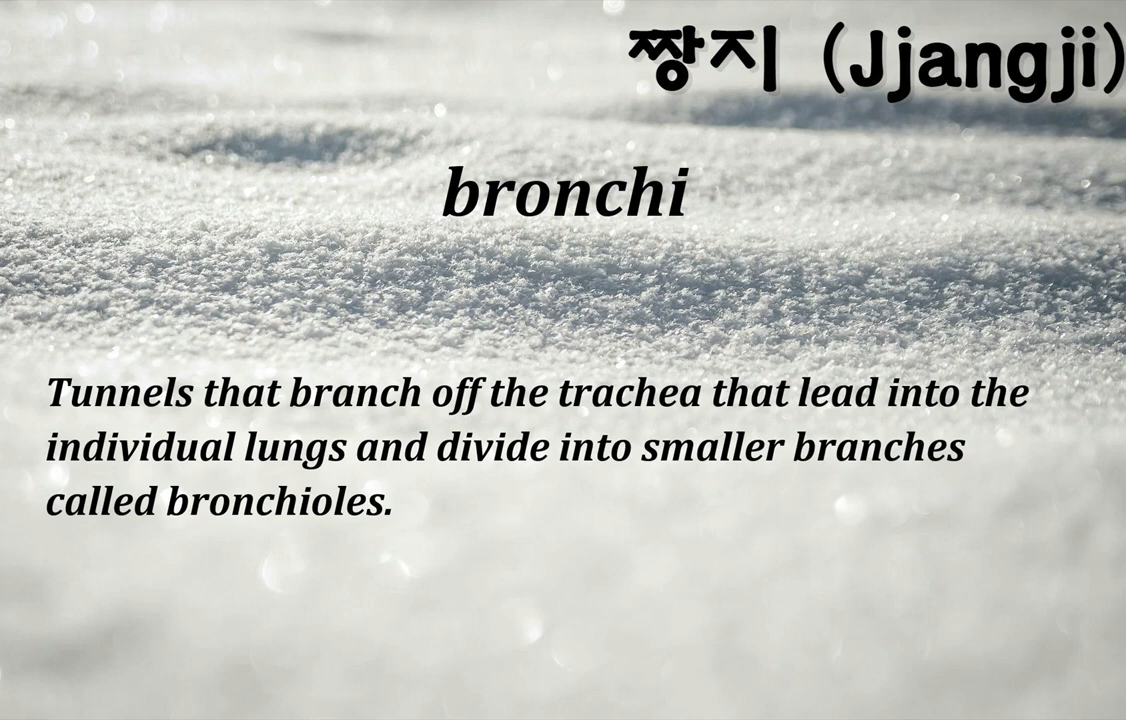 짱지 (Jjangji)
bronchi
Tunnels that branch off the trachea that lead into the
individual lungs and divide into smaller branches
called bronchioles.